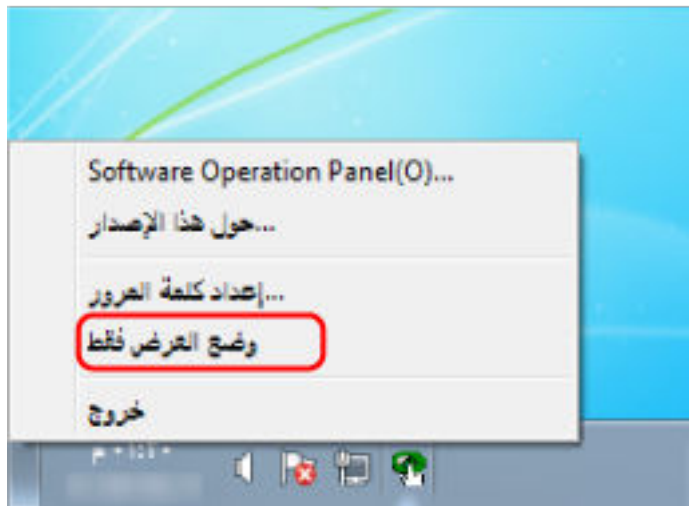 Software Operation Panel(O)...
حول هذا الإصدار...
إعداد كلمة المرور...
وضع العرض فقط
خروج